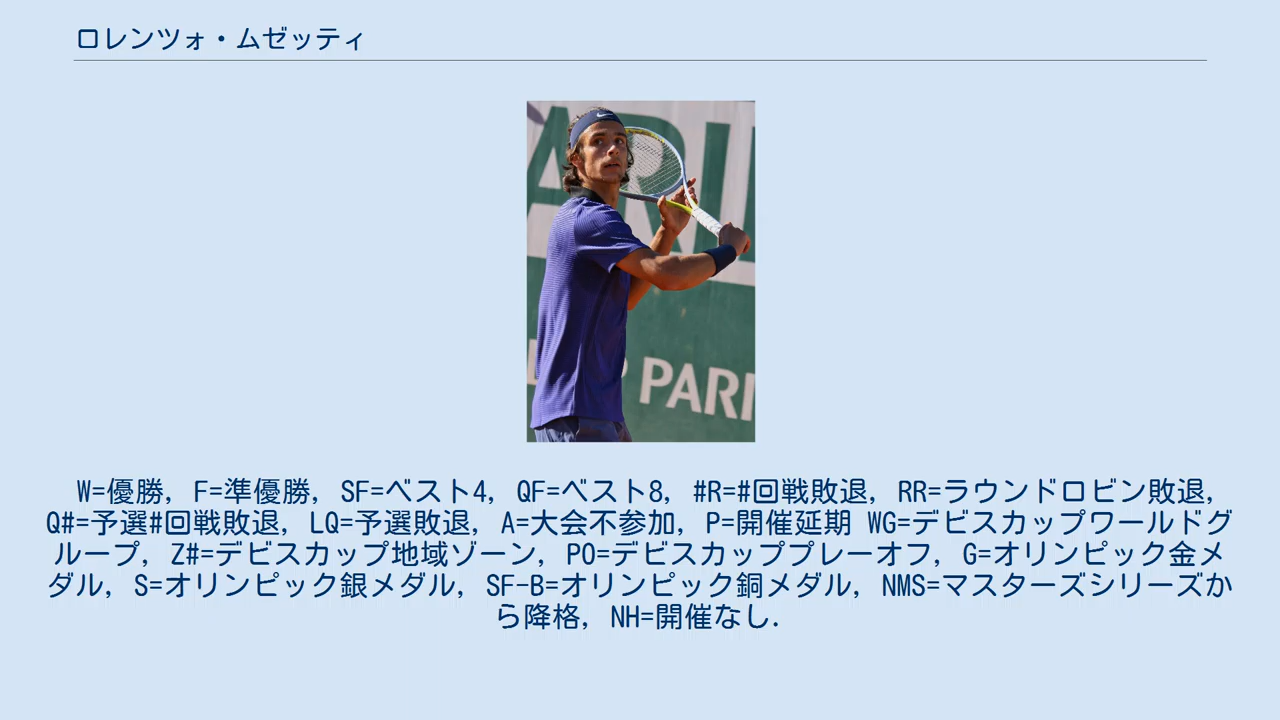 ロレンツォ・ムゼッティ
ARI
PARI
W=優勝, F=準優勝, SF=ベスト4, QF=ベスト8, #R=#回戦敗退, RR=ラウンドロビン敗退,
Q#=予選#回戦敗退, LQ=予選敗退, A=大会不参加, P=開催延期 WG=デビスカップワールドグ
ループ, Z#=デビスカップ地域ゾーン, PO=デビスカッププレーオフ, G=オリンピック金メ
ダル, S=オリンピック銀メダル, SF-B=オリンピック銅メダル, NMS=マスターズシリーズか
ら降格, NH=開催なし.